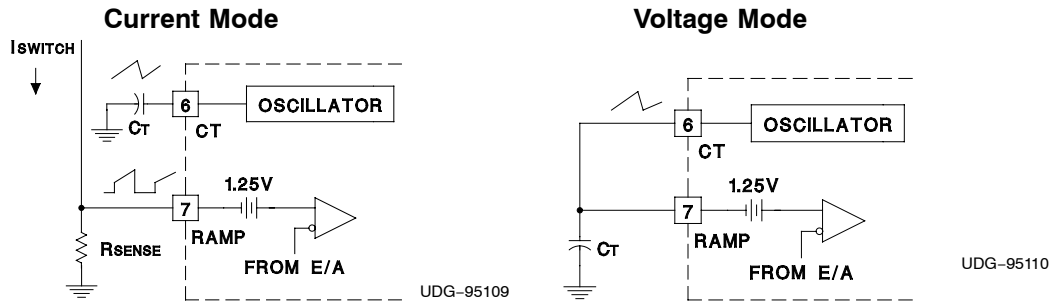 Current Mode
ISWITCH
CT
6
OSCILLATOR
CT
1.25V
7
RSENSE
RAMP
FROM E/A
UDG−95109
Voltage Mode
6
OSCILLATOR
CT
1.25V
7
CT
RAMP
FROM E/A
UDG−95110